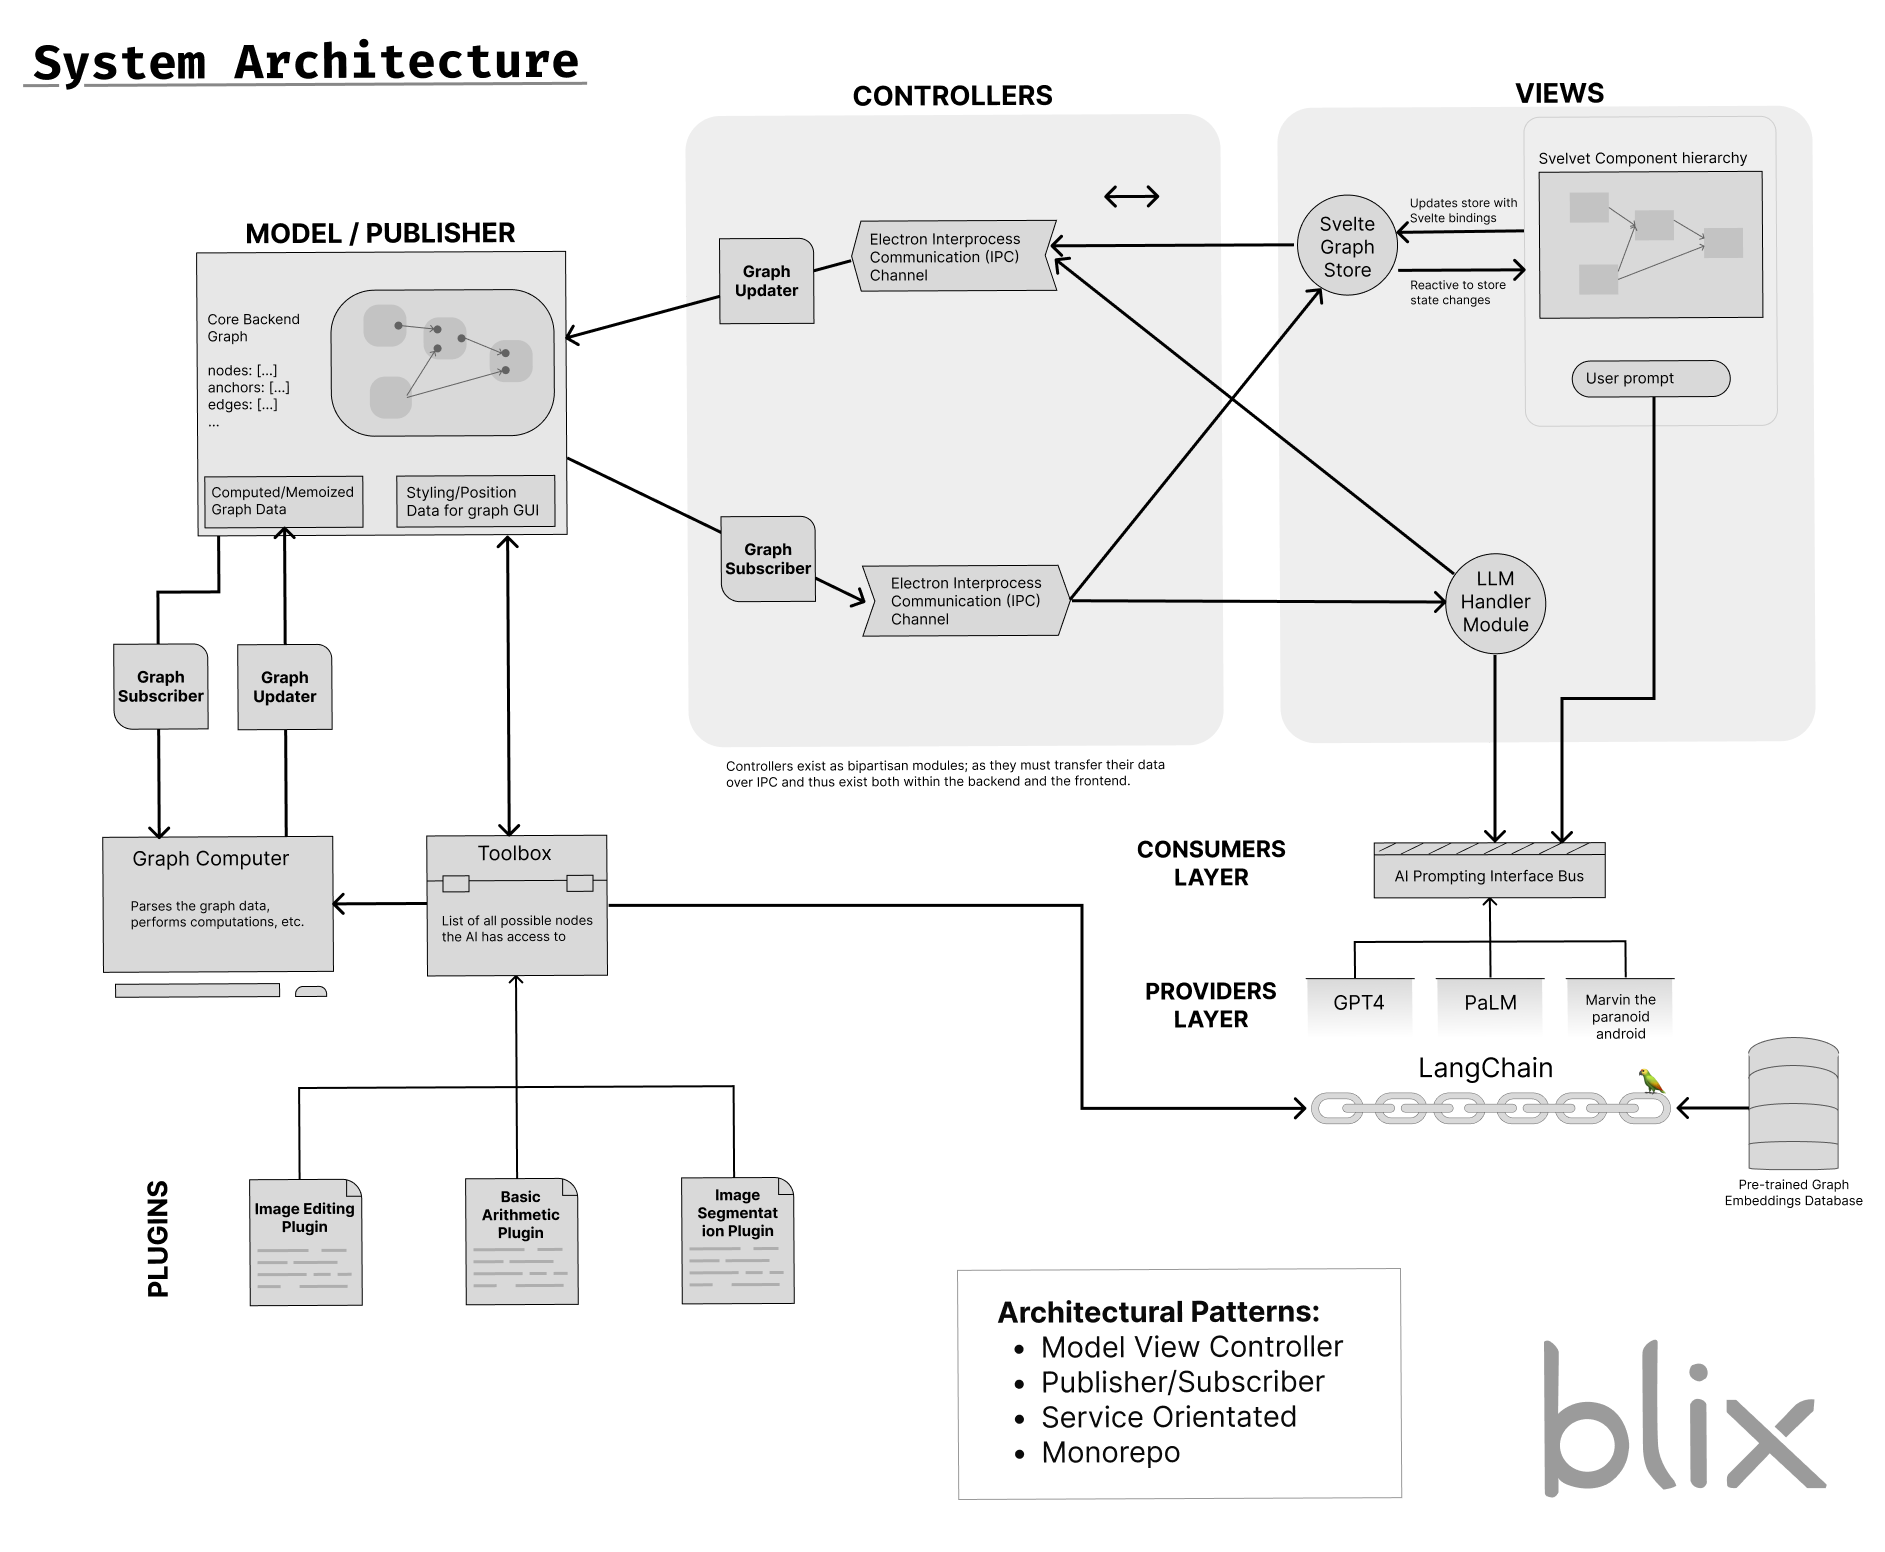 System Architecture
CONTROLLERS
VIEWS
Svelvet Component hierarchy
Updates store with
Svelte bindings
Svelte
Graph
Store
Reactive to store
state changes
User prompt
Electron Interprocess
Communication (IPC)
Channel
Graph
Updater
MODEL / PUBLISHER
Core Backend
Graph
nodes: [...]
anchors: [...]
edges: [...]
...
Computed/Memoized
Graph Data
Styling/Position
Data for graph GUI
Graph
Subscriber
Electron Interprocess
Communication (IPC)
Channel
LLM
Handler
Module
Graph
Subscriber
Graph
Updater
Controllers exist as bipartisan modules; as they must transfer their data
over IPC and thus exist both within the backend and the frontend.
Graph Computer
Parses the graph data,
performs computations, etc.
Toolbox
List of all possible nodes
the AI has access to
CONSUMERS
LAYER
AI Prompting Interface Bus
PROVIDERS
LAYER
GPT4
PaLM
Marvin the
paranoid
android
LangChain
Pre-trained Graph
Embeddings Database
PLUGINS
Image Editing
Plugin
Basic
Arithmetic
Plugin
Image
Segmentat
ion Plugin
Architectural Patterns:
• Model View Controller
• Publisher/Subscriber
• Service Orientated
• Monorepo
blix